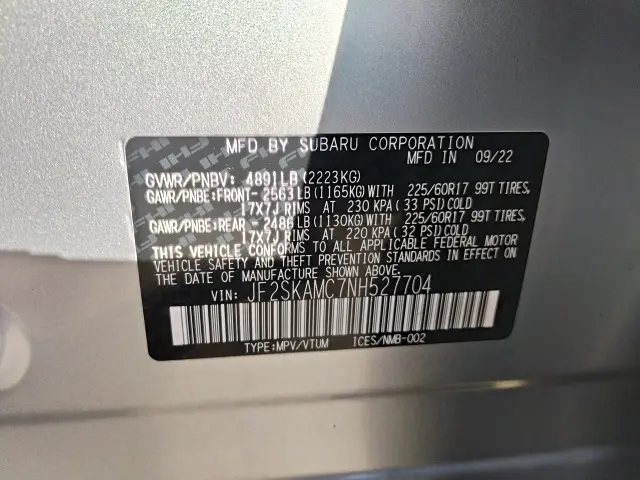 MFD BY SUBARU CORPORATION
MFD IN 09/22
GVWR/PNBV: 4891LB(2223KG)
GAWR/PNBE:FRONT-2563LB(1165KG)WITH 225/60R17 99T TIRES,
17X7J RIMS AT 230 KPA(33 PSI) COLD
GAWR/PNBE:REAR -2486LB(1130KG)WITH 225/60R17 99T TIRES,
17X7J RIMS AT 220 KPA(32 PSI)COLD
THIS VEHICLE CONFORMS TO ALL APPLICABLE FEDERAL MOTOR
VEHICLE SAFETY AND THEFT PREVENTION STANDARDS IN EFFECT ON
THE DATE OF MANUFACTURE SHOWN ABOVE.
VIN: JF2SKAMC7NH527704
TYPE:MPV/VTUM ICES/NMB-002